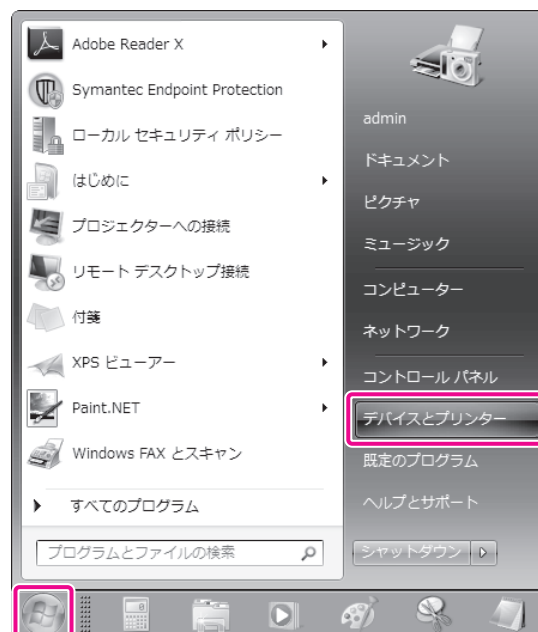 Adobe Reader X
Symantec Endpoint Protection
ローカル セキュリティ ポリシー
はじめに
プロジェクターへの接続
リモート デスクトップ接続
付箋
XPS ビューアー
Paint.NET
Windows FAX とスキャン
すべてのプログラム
プログラムとファイルの検索
admin
ドキュメント
ピクチャ
ミュージック
コンピューター
ネットワーク
コントロール パネル
デバイスとプリンター
既定のプログラム
ヘルプとサポート
シャットダウン